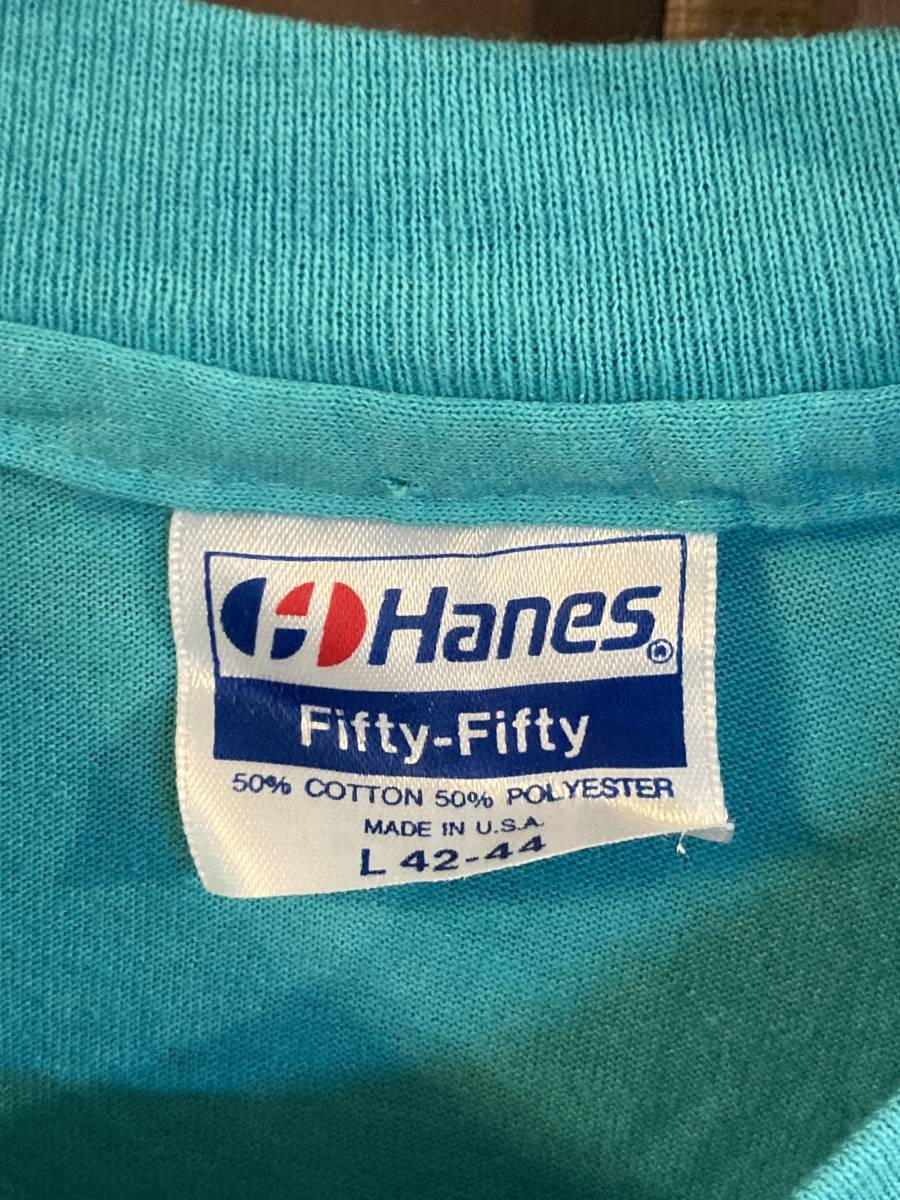 Hanes®
Fifty-Fifty
50% COTTON 50% POLYESTER
MADE IN U.S.A.
L 42-44